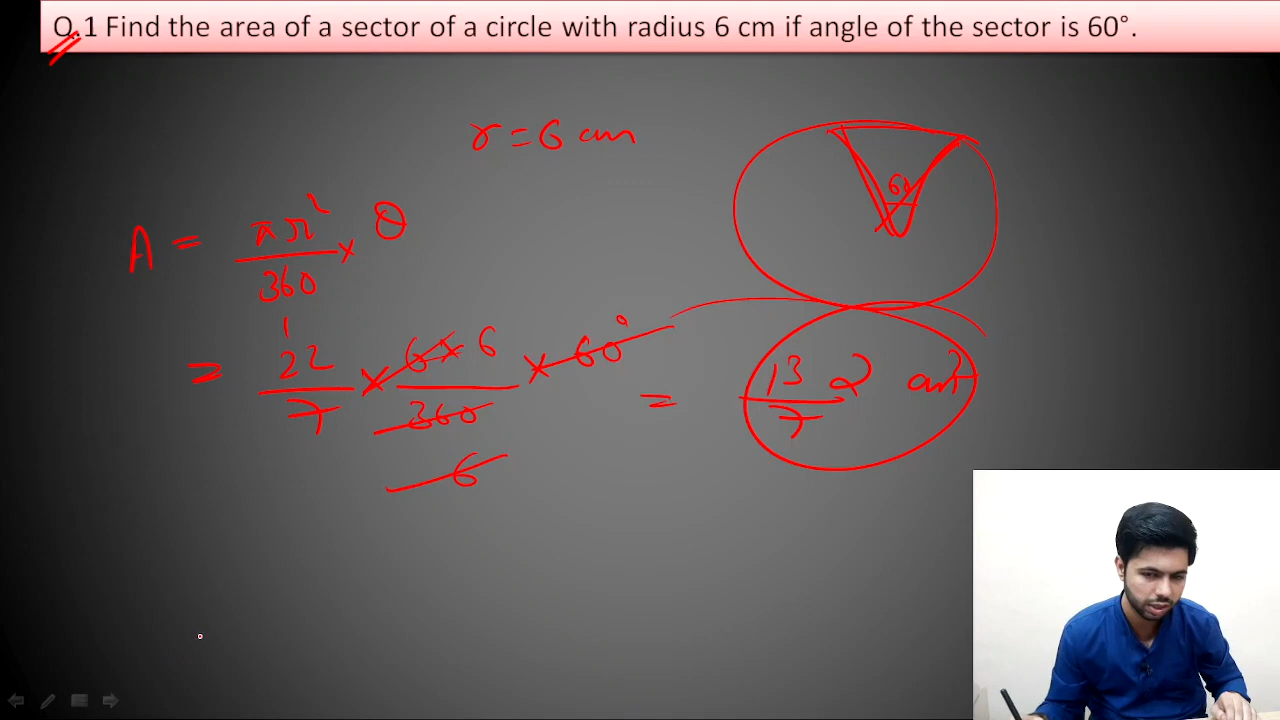 Q.1 Find the area of a sector of a circle with radius 6 cm if angle of the sector is 60°.
r = 6 cm
60
A = πr²/360 × θ
= 22/7 × 6×6/360 × 60° = 132/7 cm²
1
6